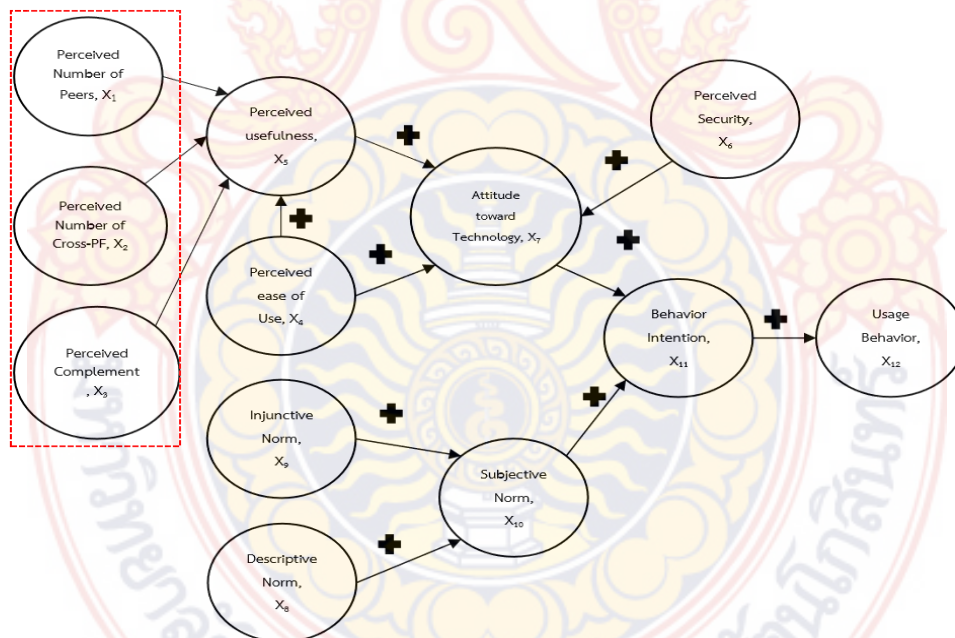 Perceived
Number of
Peers, X₁
Perceived
Number of
Cross-PF, X₂
Perceived
Complement
, X₃
Perceived
usefulness,
X₅
Perceived
ease of
Use, X₄
Injunctive
Norm,
X₉
Descriptive
Norm,
X₈
Attitude
toward
Technology, X₇
Subjective
Norm,
X₁₀
Perceived
Security,
X₆
Behavior
Intention,
X₁₁
Usage
Behavior,
X₁₂